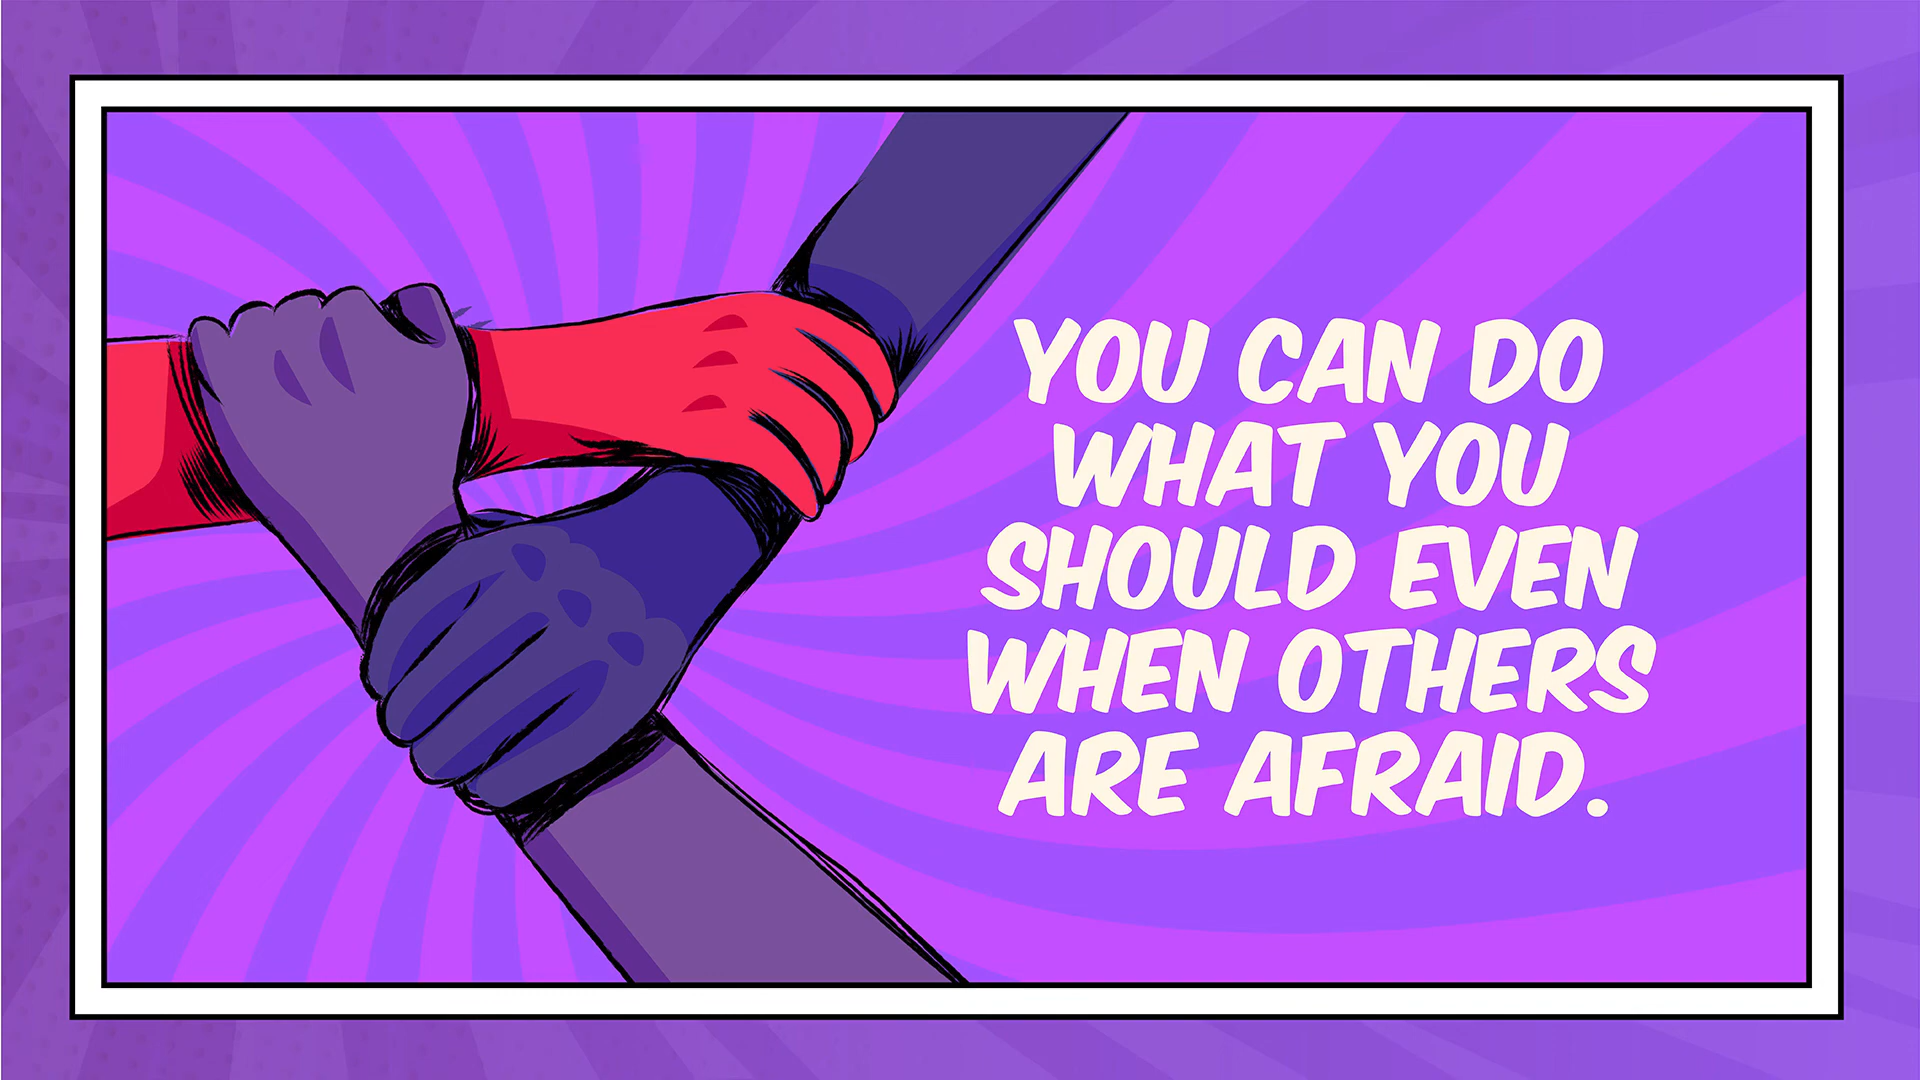 YOU CAN DO
WHAT YOU
SHOULD EVEN
WHEN OTHERS
ARE AFRAID.